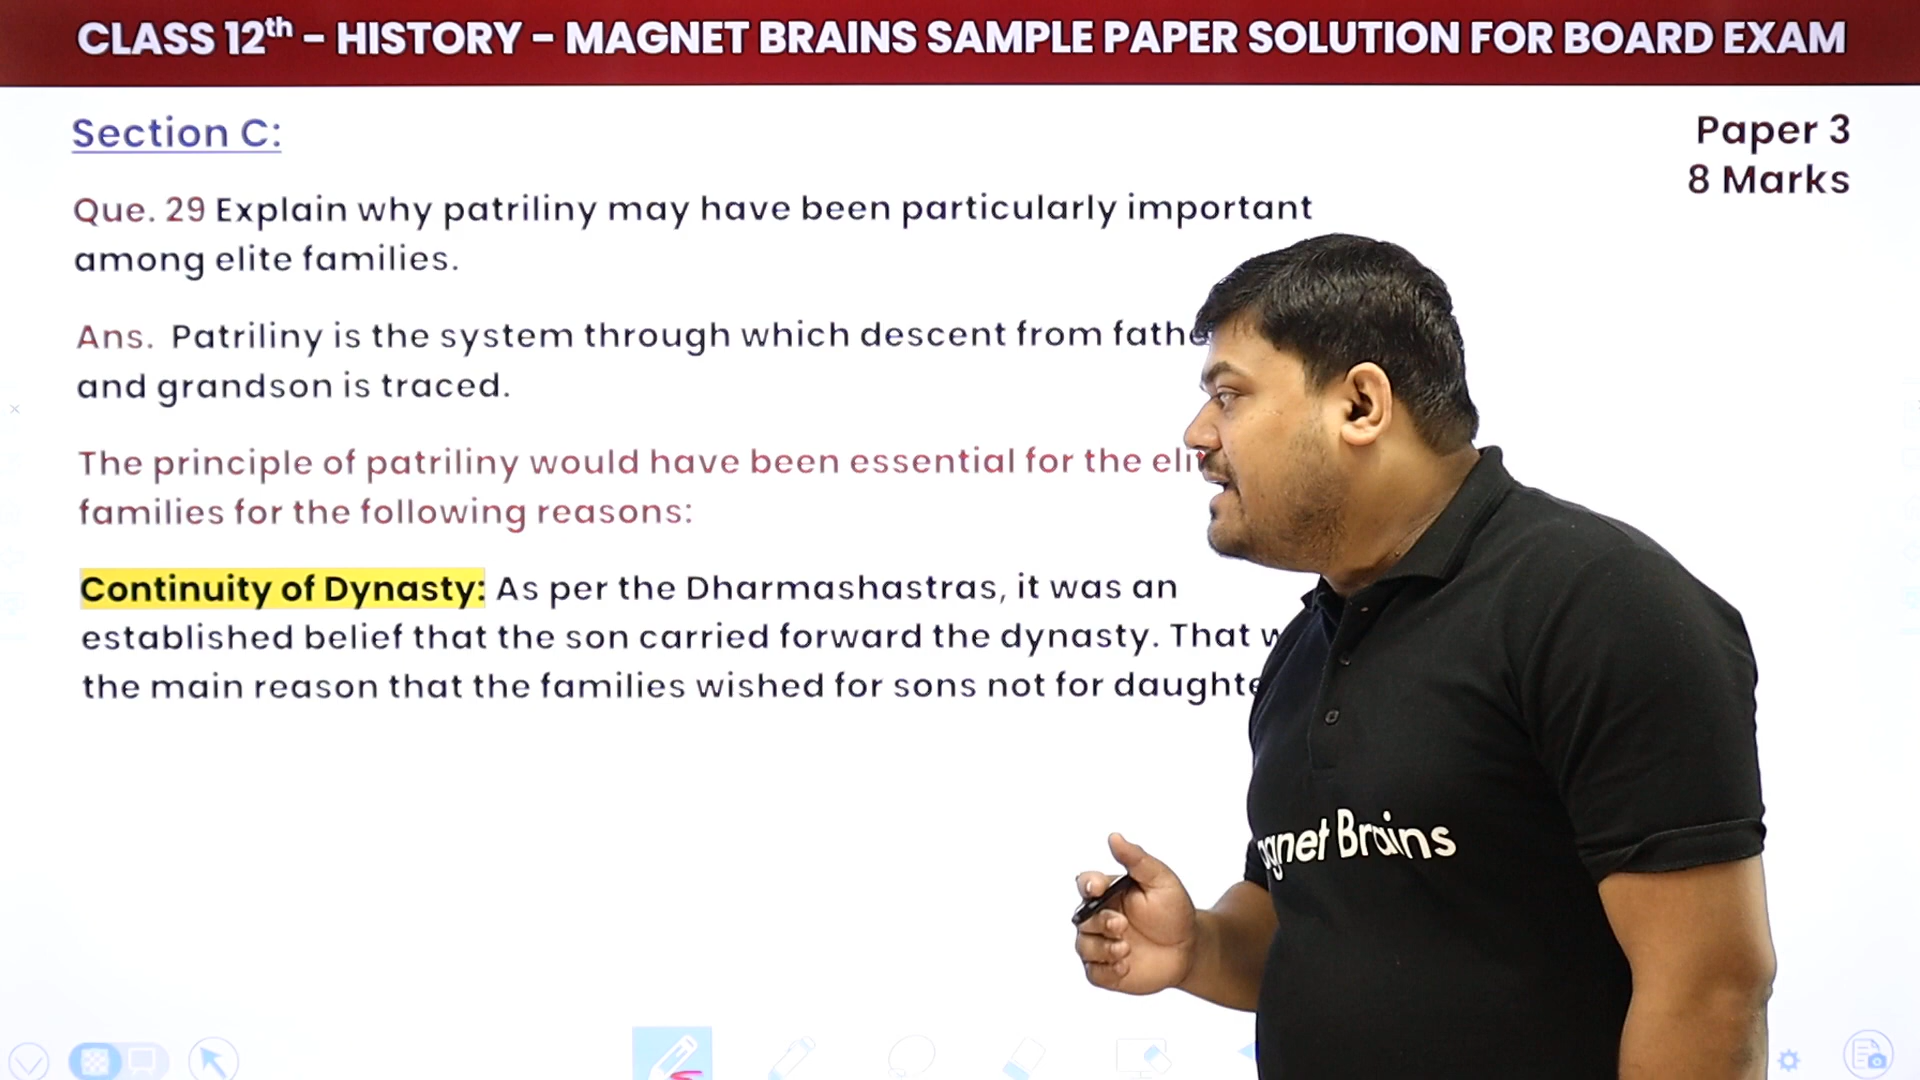 CLASS 12th - HISTORY - MAGNET BRAINS SAMPLE PAPER SOLUTION FOR BOARD EXAM
Section C:
Paper 3
8 Marks
Que. 29 Explain why patriliny may have been particularly important
among elite families.
Ans. Patriliny is the system through which descent from
and grandson is traced.
The principle of patriliny would have been essential for the
families for the following reasons:
Continuity of Dynasty: As per the Dharmashastras, it was an
established belief that the son carried forward the dynasty. That
the main reason that the families wished for sons not for
Brains